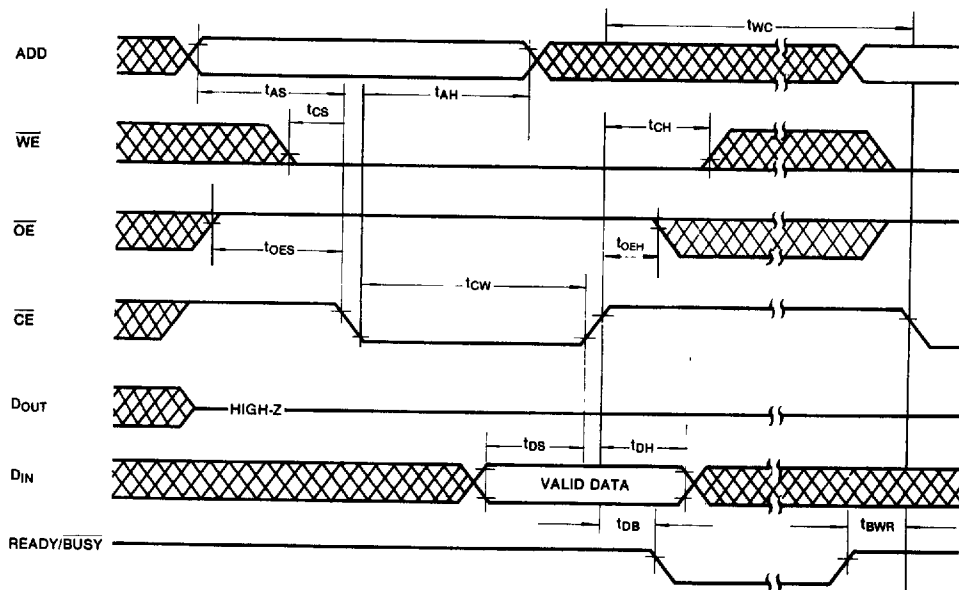 tWC
ADD
tAS
tAH
tCS
tCH
WE
OE
tOES
tOEH
tCW
CE
DOUT
HIGH-Z
tDS
tDH
DIN
VALID DATA
tDB
tBWR
READY/BUSY